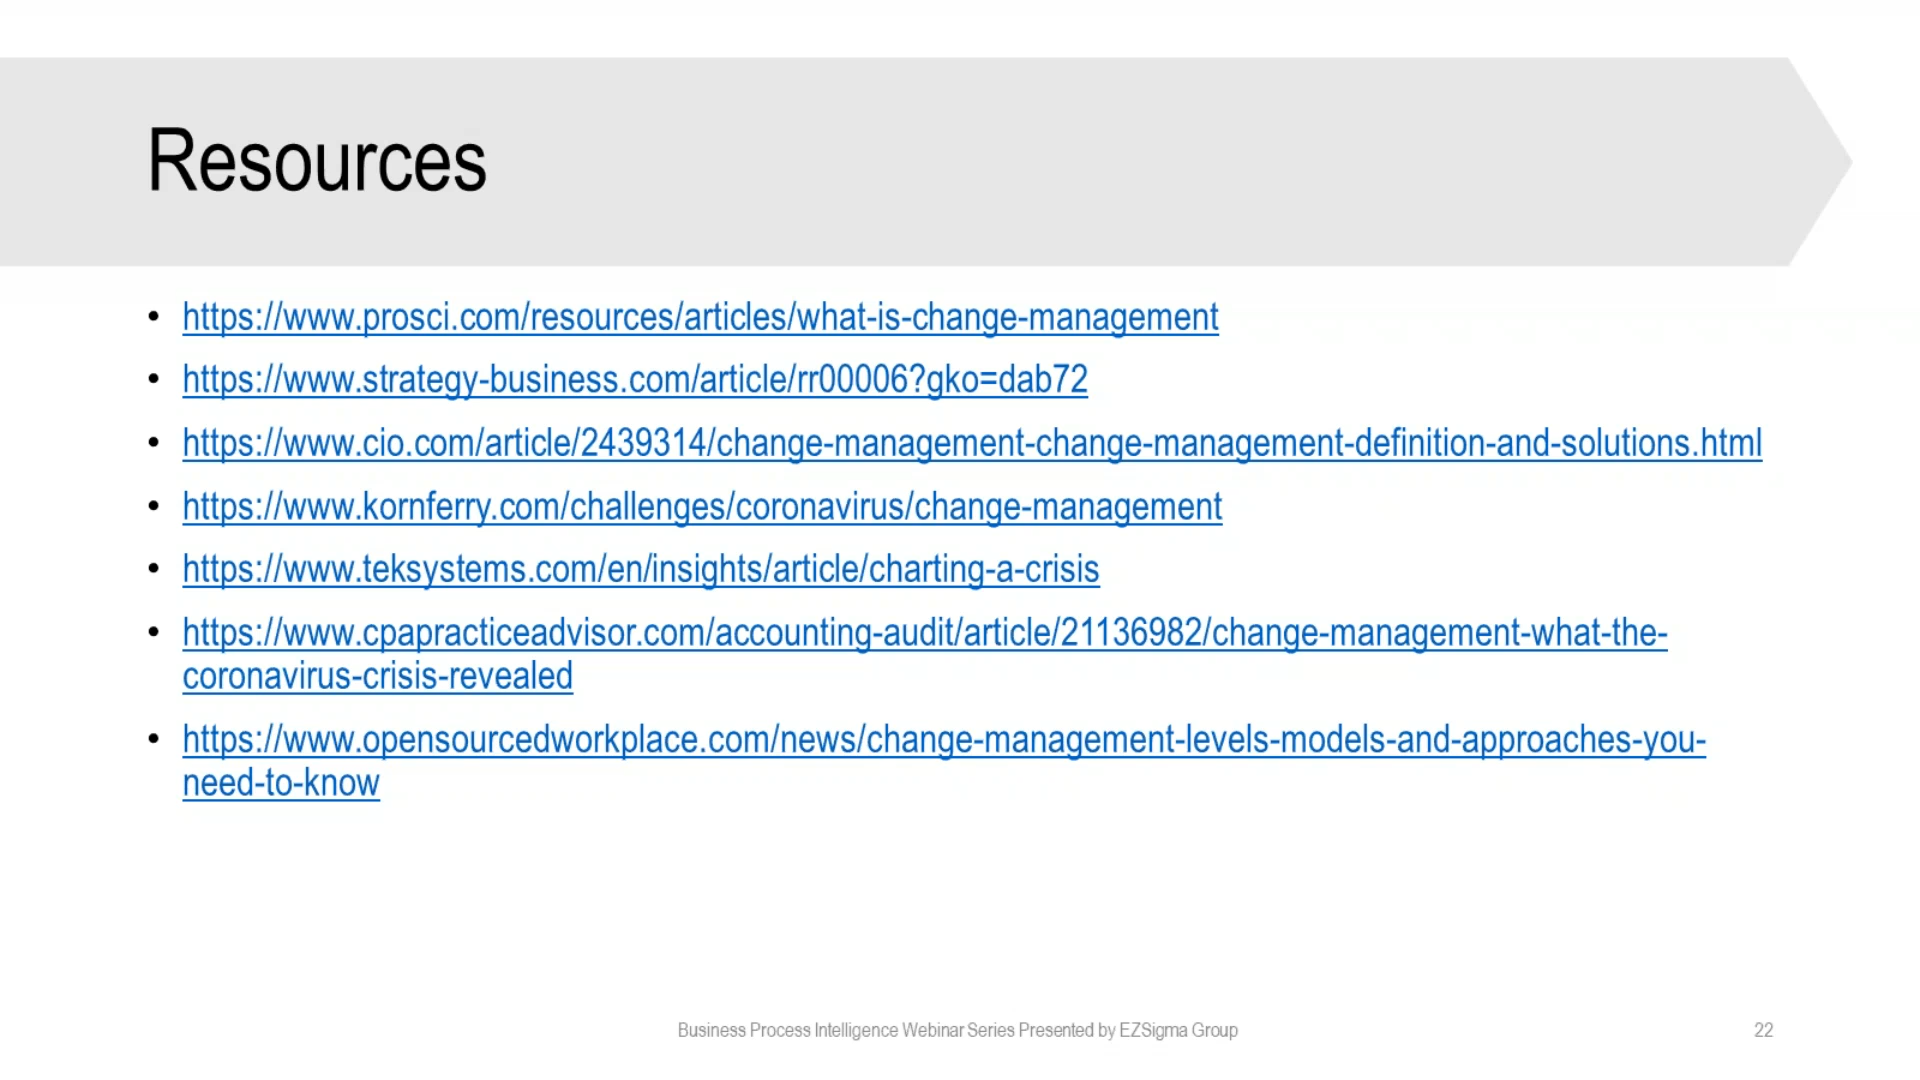 Resources
• https://www.prosci.com/resources/articles/what-is-change-management
• https://www.strategy-business.com/article/rr00006?gko=dab72
• https://www.cio.com/article/2439314/change-management-change-management-definition-and-solutions.html
• https://www.kornferry.com/challenges/coronavirus/change-management
• https://www.teksystems.com/en/insights/article/charting-a-crisis
• https://www.cpapracticeadvisor.com/accounting-audit/article/21136982/change-management-what-the-
coronavirus-crisis-revealed
• https://www.opensourcedworkplace.com/news/change-management-levels-models-and-approaches-you-
need-to-know
Business Process Intelligence Webinar Series Presented by EZSigma Group
22